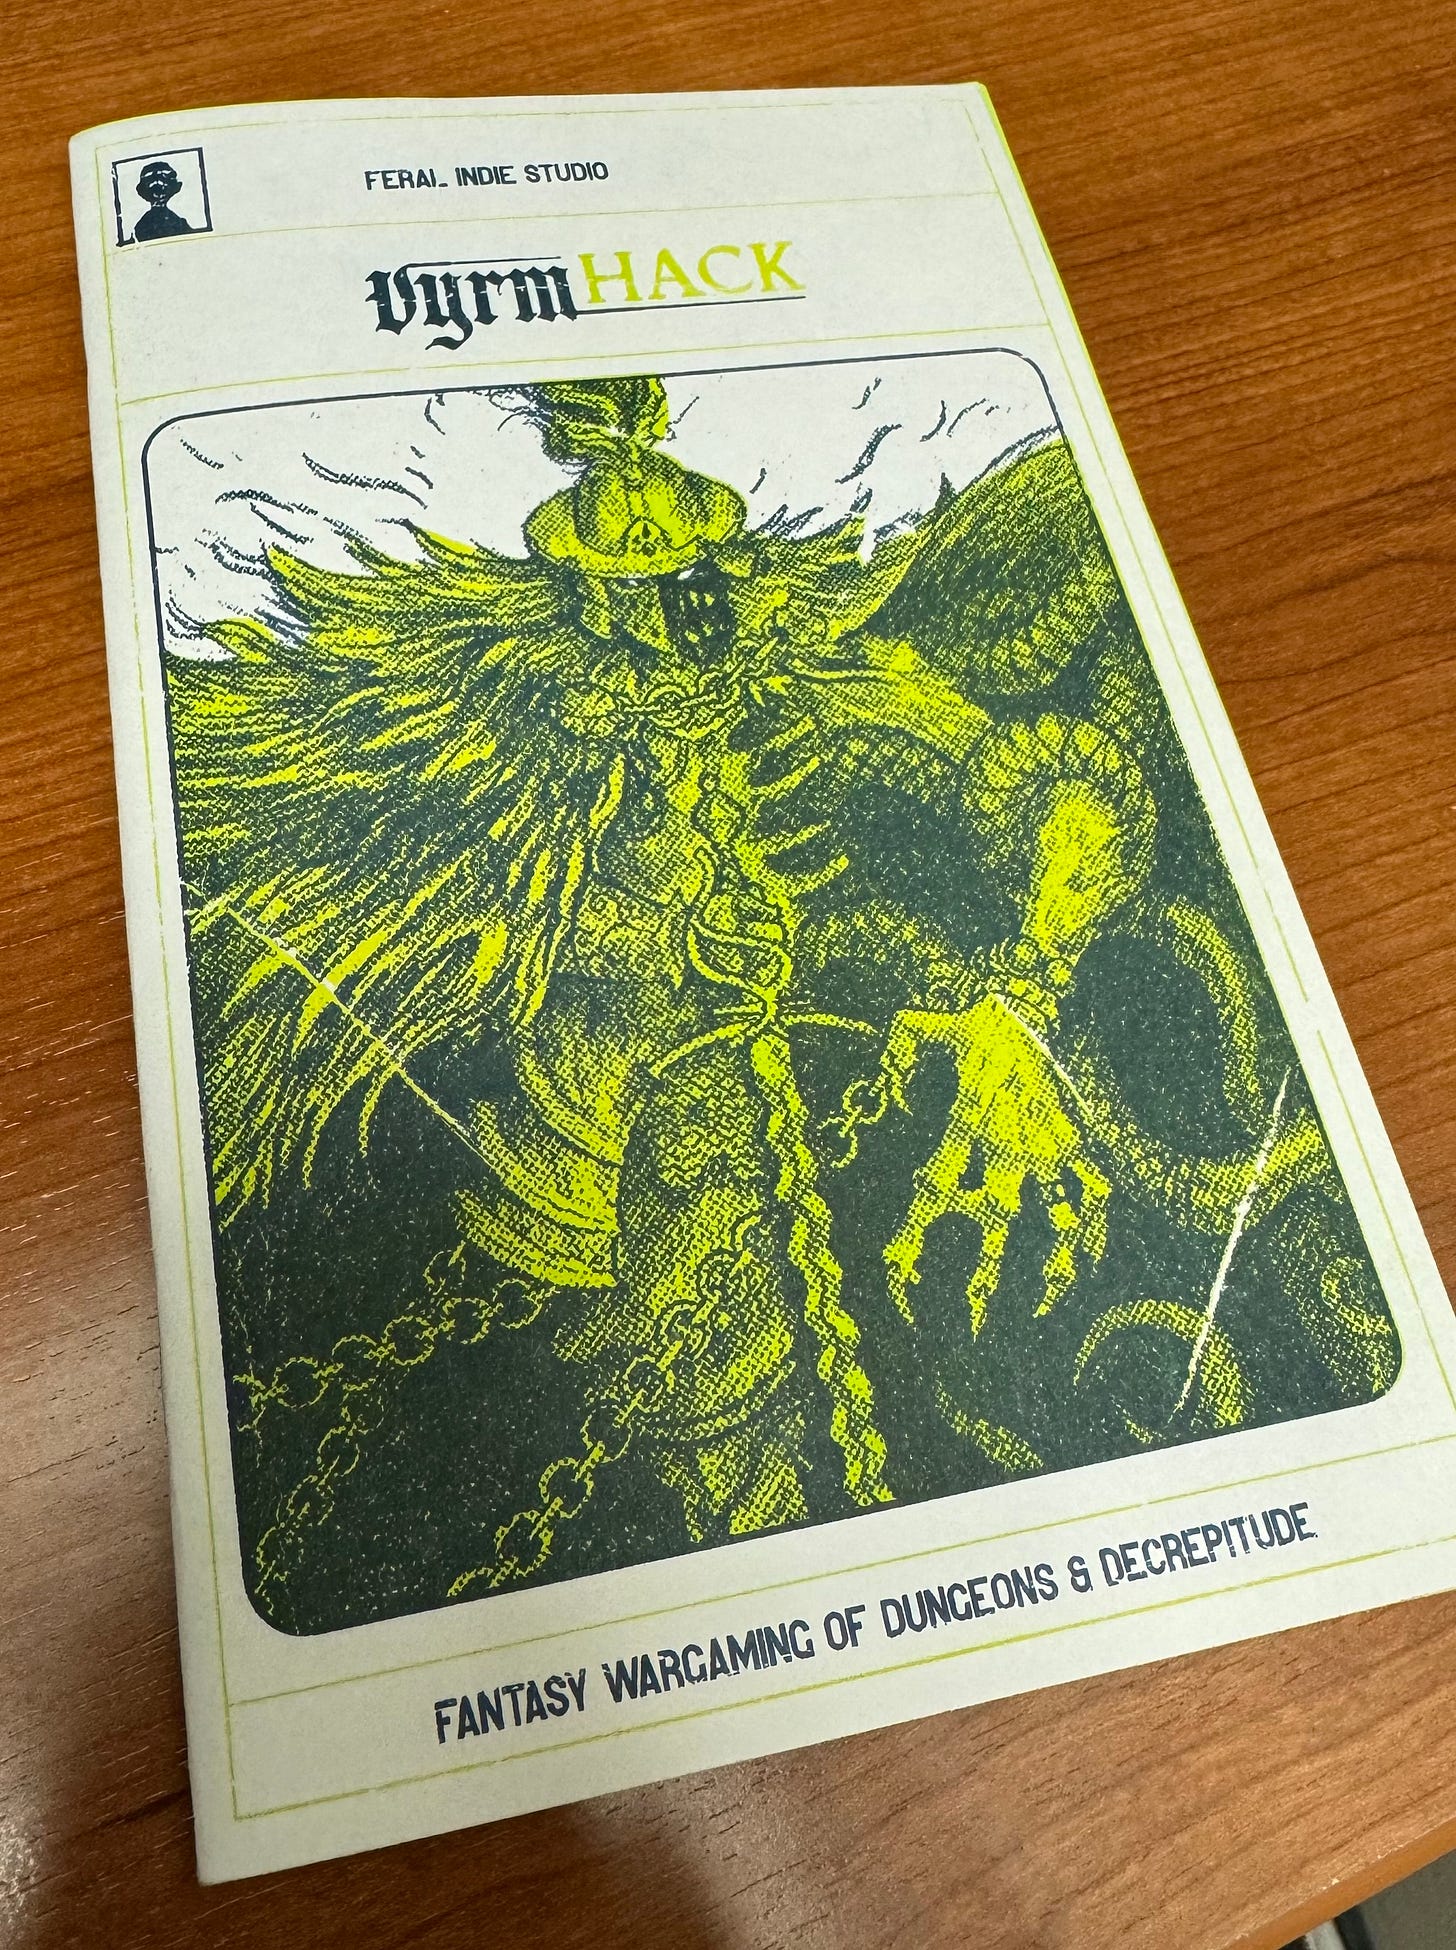 FERAL INDIE STUDIO
vyrmHACK
FANTASY WARGAMING OF DUNGEONS & DECREPITUDE